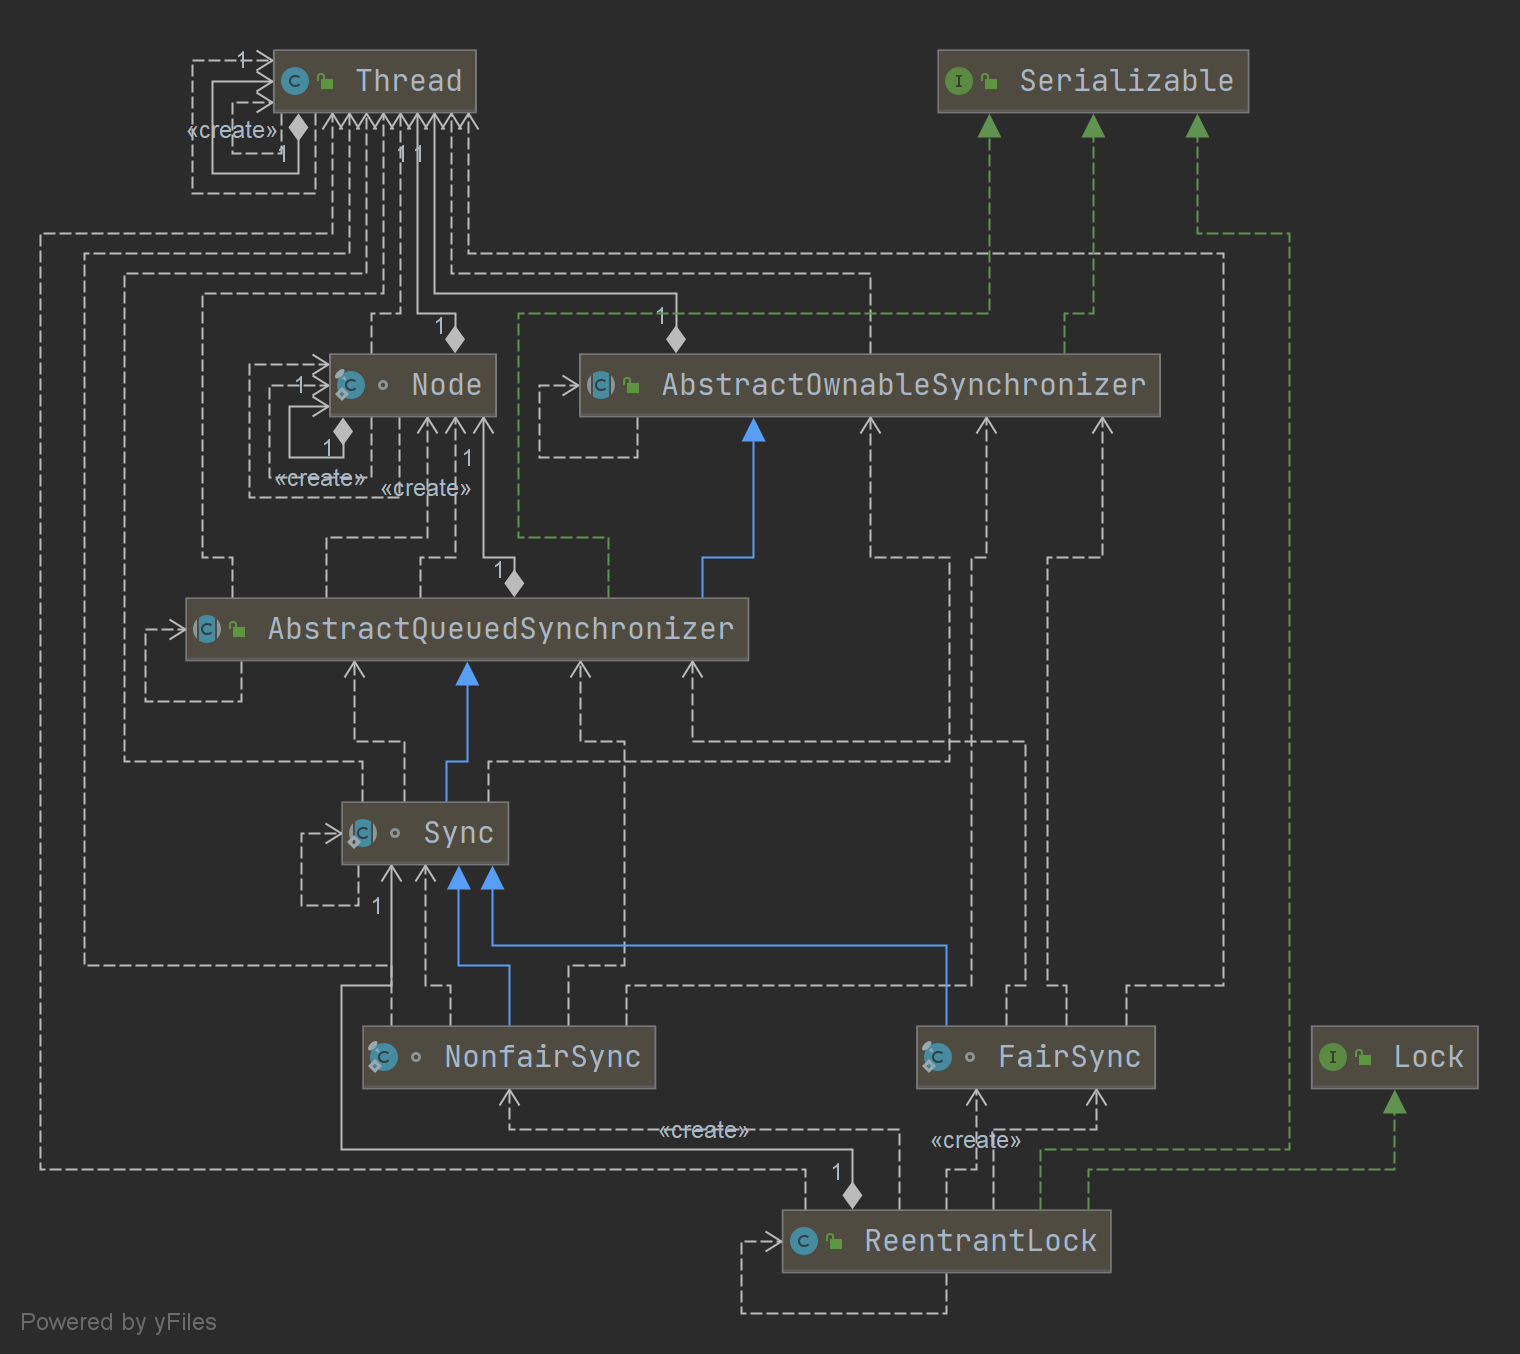 1
Thread
Serializable
«create»
1
1
1
1
1
1
Node
AbstractOwnableSynchronizer
1
1
«create»
«create»
1
AbstractQueuedSynchronizer
Sync
1
NonfairSync
FairSync
Lock
«create»
«create»
1
ReentrantLock
Powered by yFiles